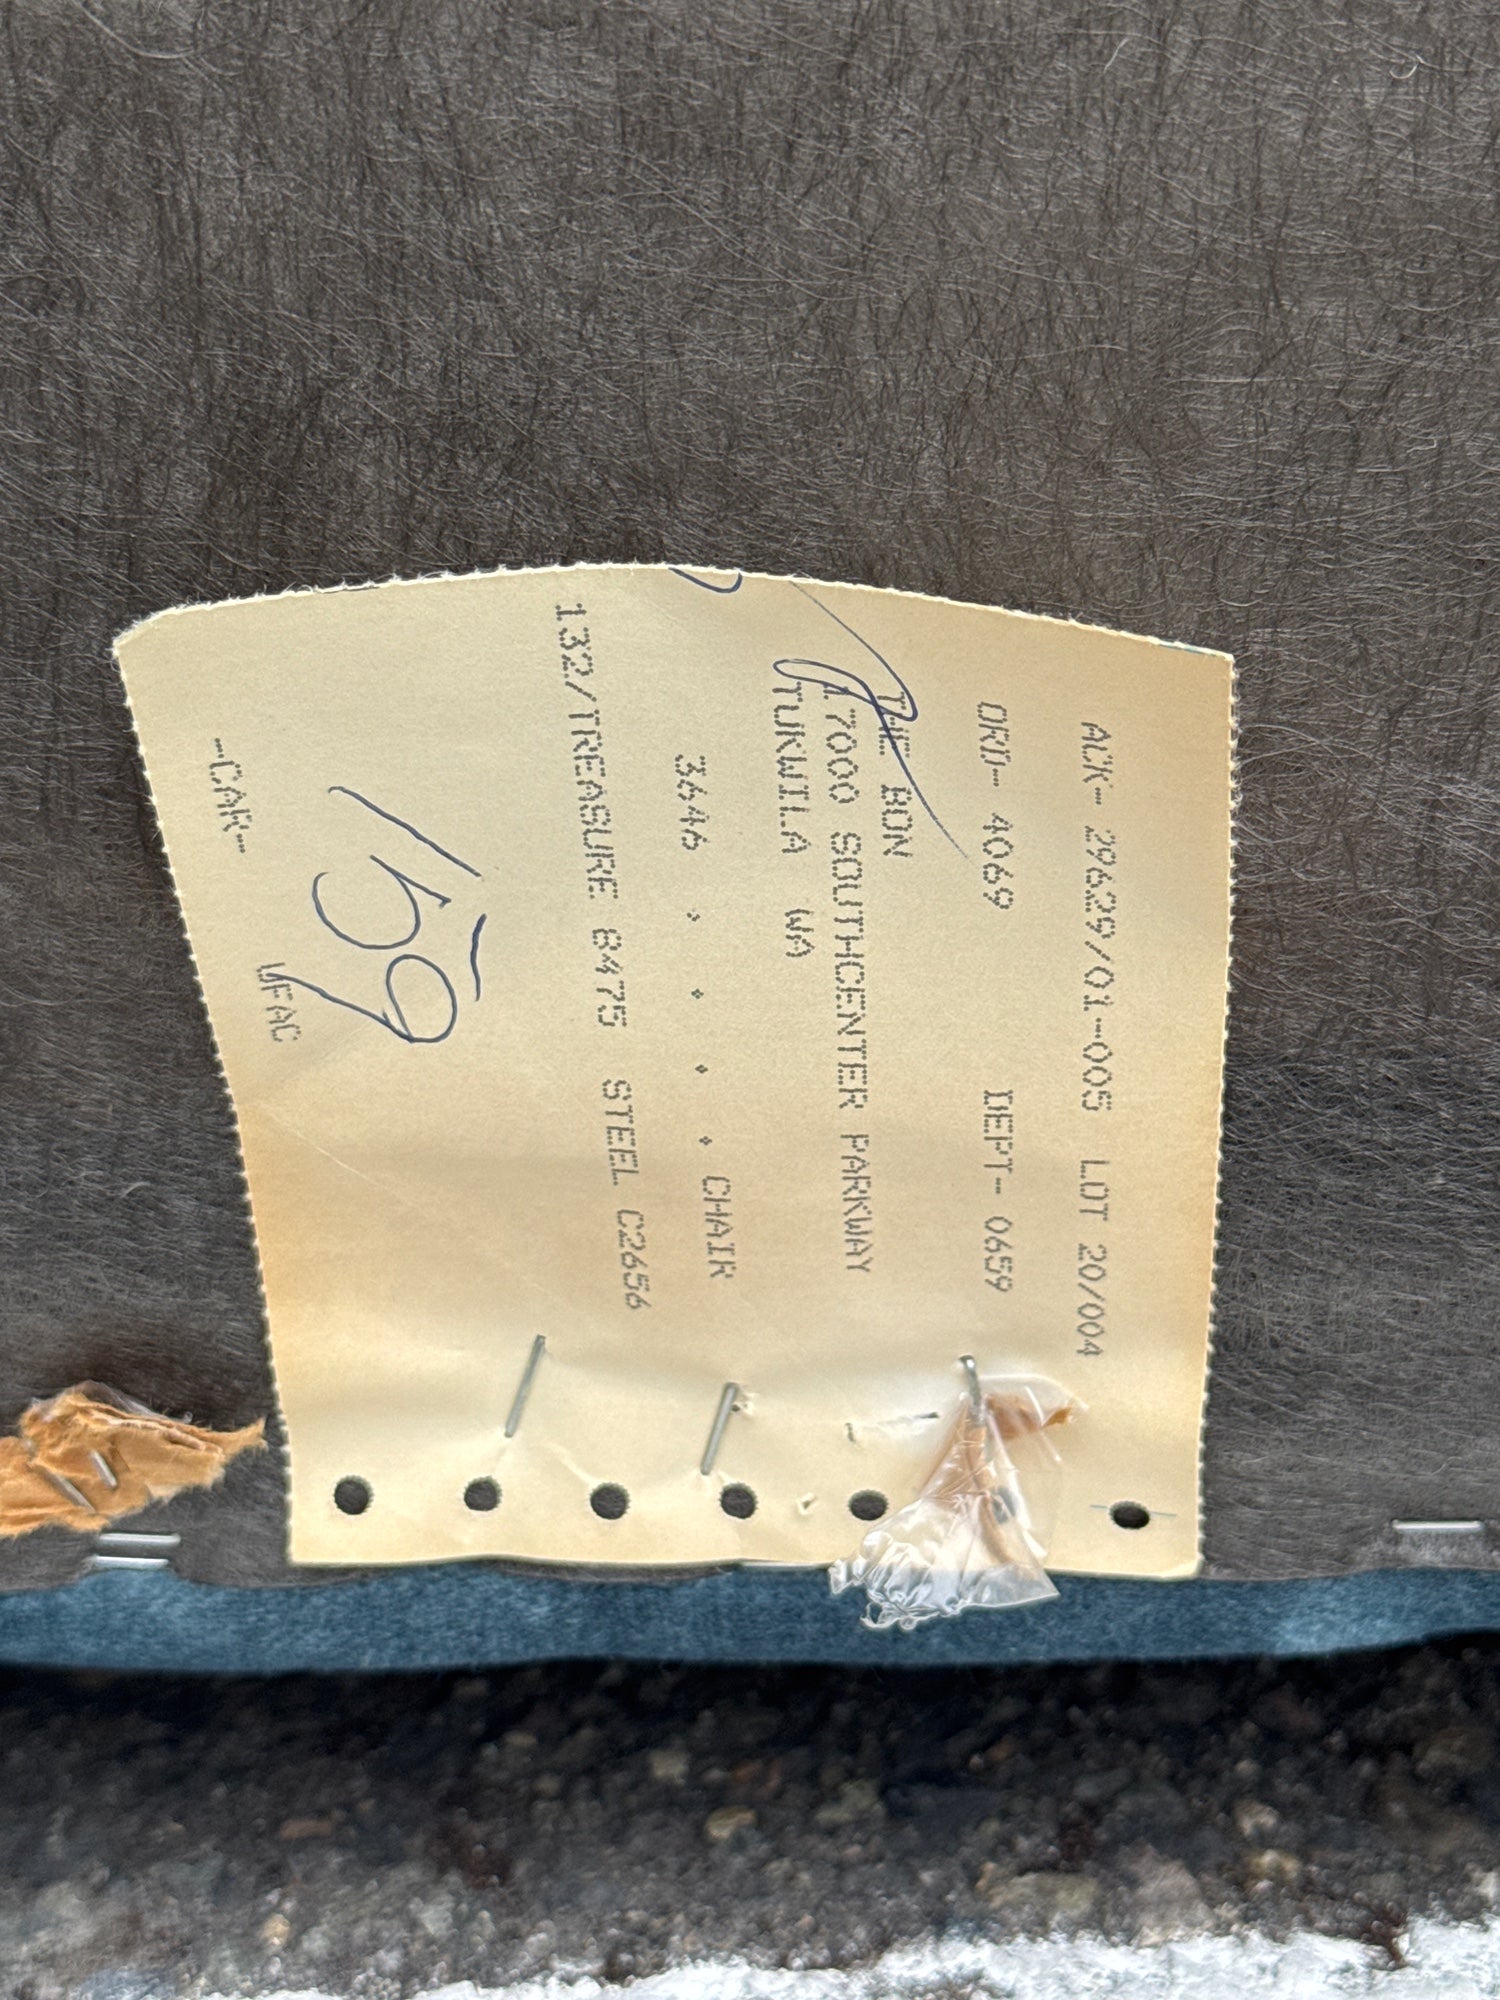 ACK- 29629/01-005 LOT 20/004
ORD- 4069 DEPT- 0659
THE BON
17000 SOUTHCENTER PARKWAY
TUKWILA WA
3646 . . . . CHAIR
132/TREASURE 8475 STEEL C2656
UFAC
-CAR-